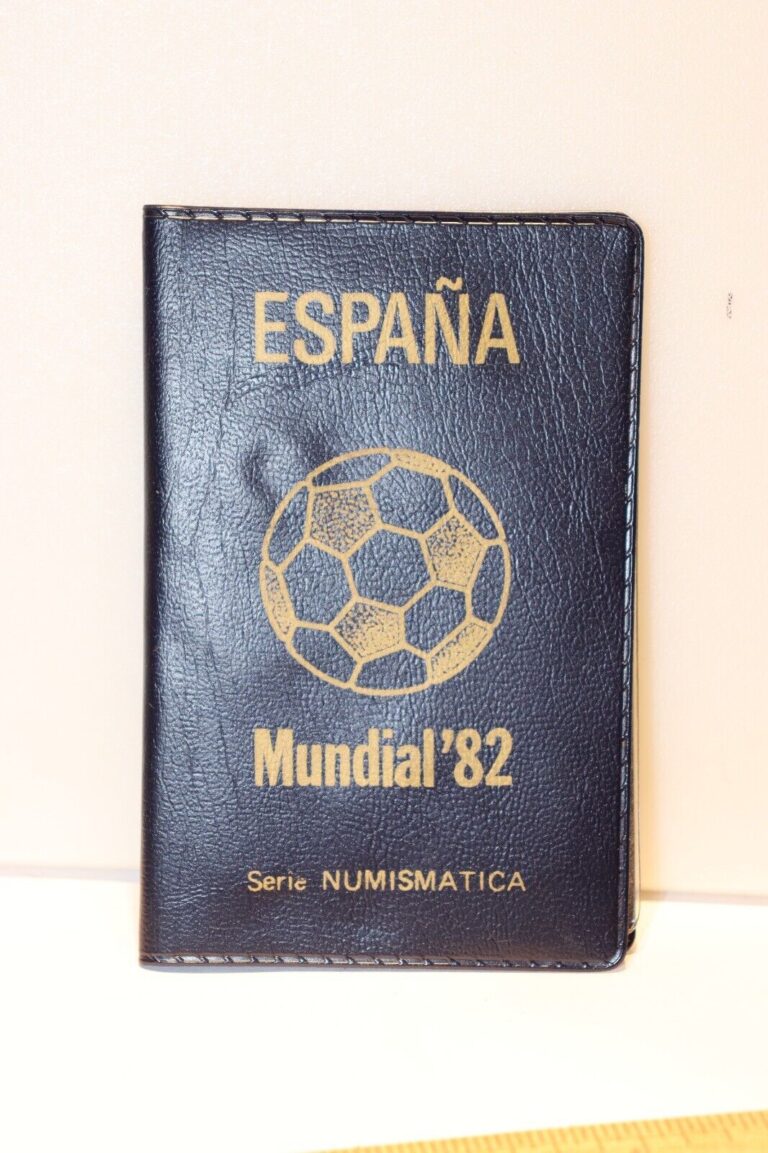 ESPAÑA
Mundial '82
Serie NUMISMATICA